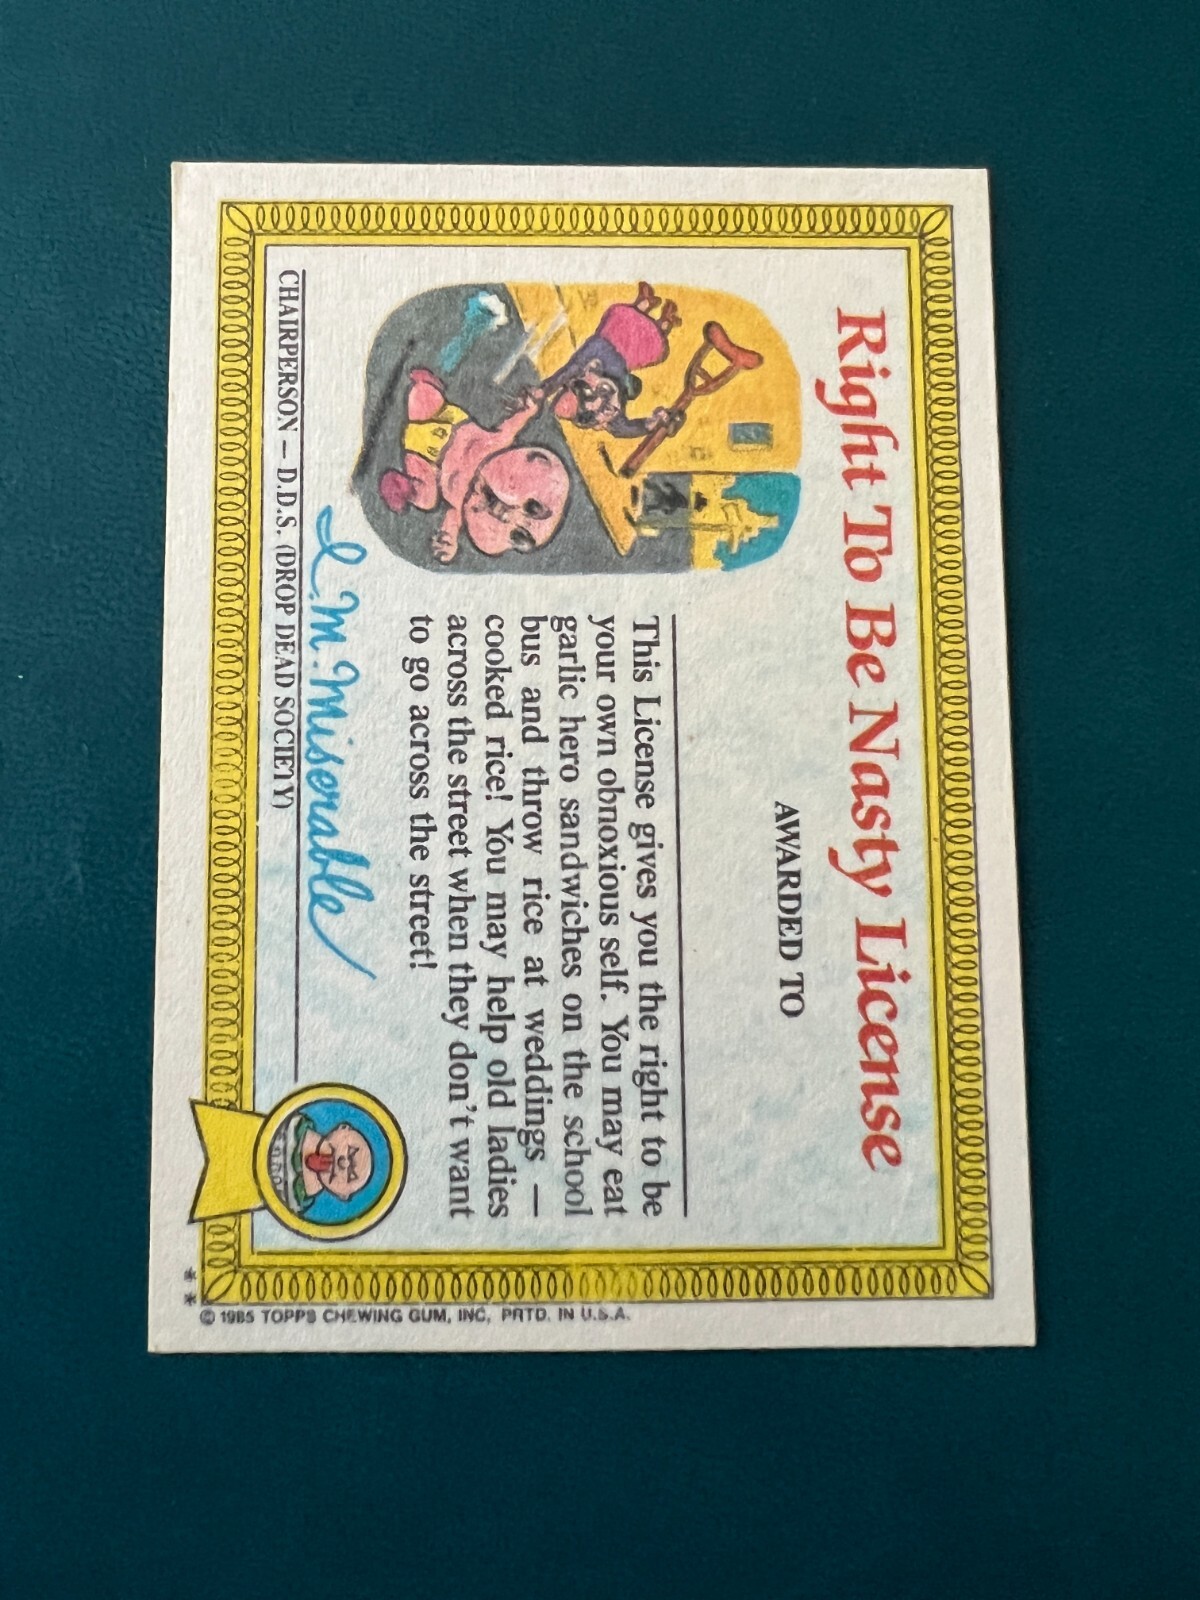 Right To Be Nasty License
AWARDED TO
This License gives you the right to be
your own obnoxious self. You may eat
garlic hero sandwiches on the school
bus and throw rice at weddings —
cooked rice! You may help old ladies
across the street when they don't want
to go across the street!
I. M. Miserable
CHAIRPERSON – D.D.S. (DROP DEAD SOCIETY)
**
© 1985 TOPPS CHEWING GUM, INC, PRTD. IN U.S.A.